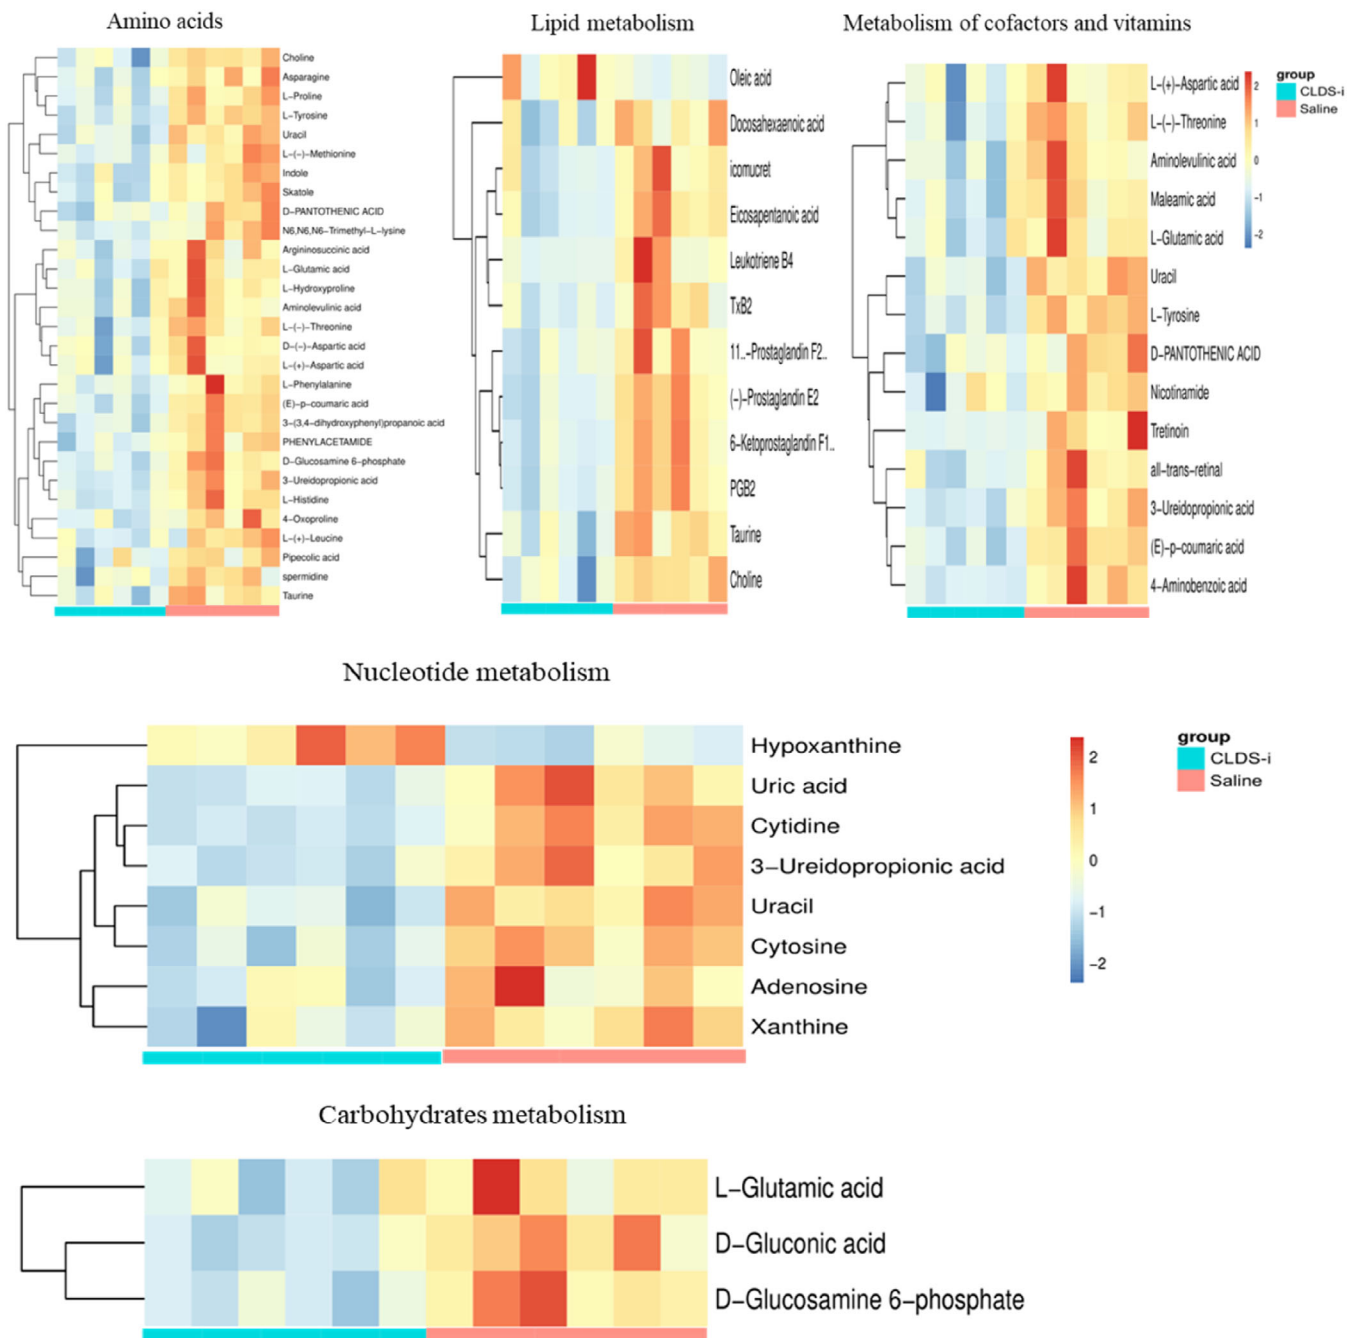 Amino acids
Choline
Asparagine
L-Proline
L-Tyrosine
Uracil
L-(-)-Methionine
Indole
Skatole
D-PANTOTHENIC ACID
N6,N6,N6-Trimethyl-L-lysine
Argininosuccinic acid
L-Glutamic acid
L-Hydroxyproline
Aminolevulinic acid
L-(-)-Threonine
D-(-)-Aspartic acid
L-(+)-Aspartic acid
L-Phenylalanine
(E)-p-coumaric acid
3-(3,4-dihydroxyphenyl)propanoic acid
PHENYLACETAMIDE
D-Glucosamine 6-phosphate
3-Ureidopropionic acid
L-Histidine
4-Oxoproline
L-(+)-Leucine
Pipecolic acid
spermidine
Taurine
Lipid metabolism
Oleic acid
Docosahexaenoic acid
icomucret
Eicosapentanoic acid
Leukotriene B4
TxB2
11..-Prostaglandin F2..
(-)-Prostaglandin E2
6-Ketoprostaglandin F1..
PGB2
Taurine
Choline
Metabolism of cofactors and vitamins
L-(+)-Aspartic acid
L-(-)-Threonine
Aminolevulinic acid
Maleamic acid
L-Glutamic acid
Uracil
L-Tyrosine
D-PANTOTHENIC ACID
Nicotinamide
Tretinoin
all-trans-retinal
3-Ureidopropionic acid
(E)-p-coumaric acid
4-Aminobenzoic acid
2
1
0
-1
-2
group
CLDS-i
Saline
Nucleotide metabolism
Hypoxanthine
Uric acid
Cytidine
3-Ureidopropionic acid
Uracil
Cytosine
Adenosine
Xanthine
2
1
0
-1
-2
group
CLDS-i
Saline
Carbohydrates metabolism
L-Glutamic acid
D-Gluconic acid
D-Glucosamine 6-phosphate